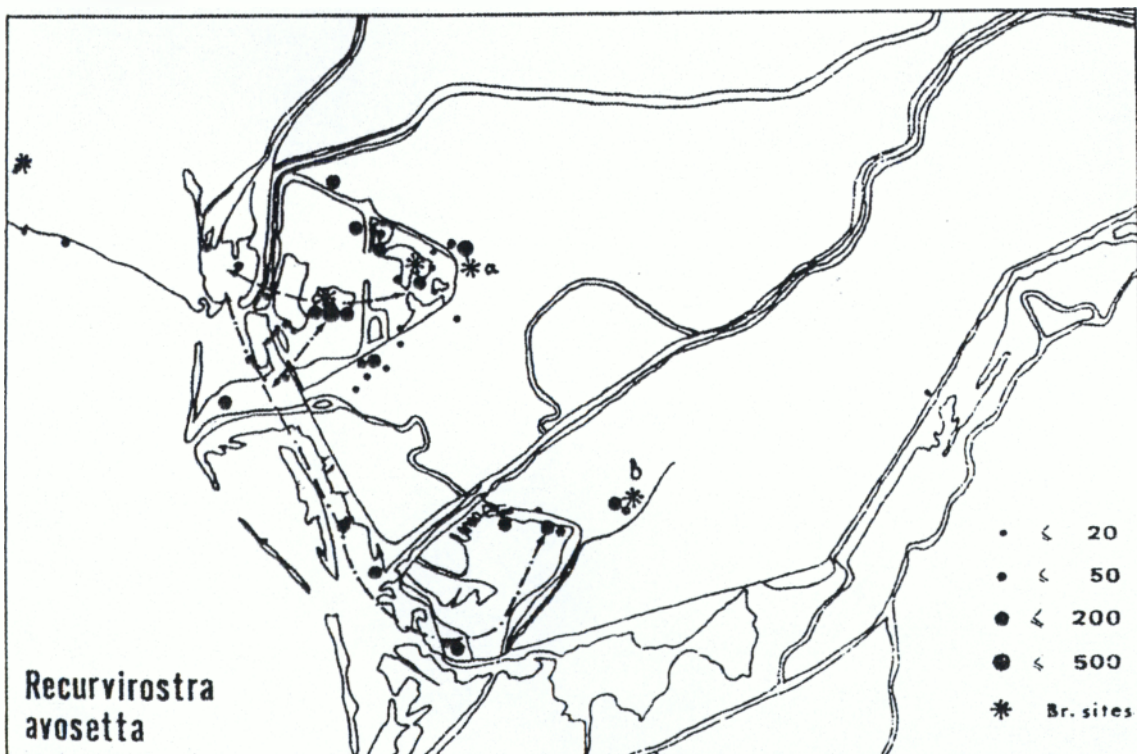 a
b
≤ 20
≤ 50
≤ 200
≤ 500
Br. sites
Recurvirostra
avosetta